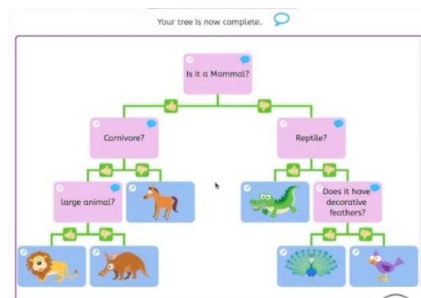 Your tree is now complete.
Is it a Mammal?
Carnivore?
Reptile?
large animal?
Does it have
decorative
feathers?